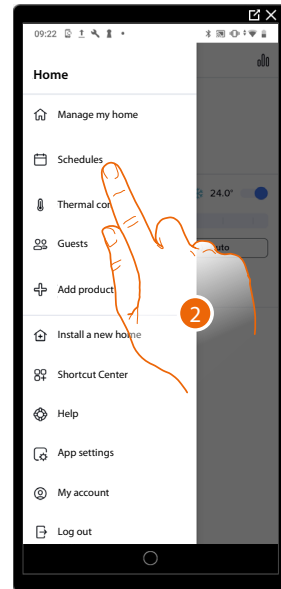 09:22
Home
Manage my home
Schedules
24.0°
Thermal con
Guests
uto
Add product
2
Install a new home
Shortcut Center
Help
App settings
My account
Log out